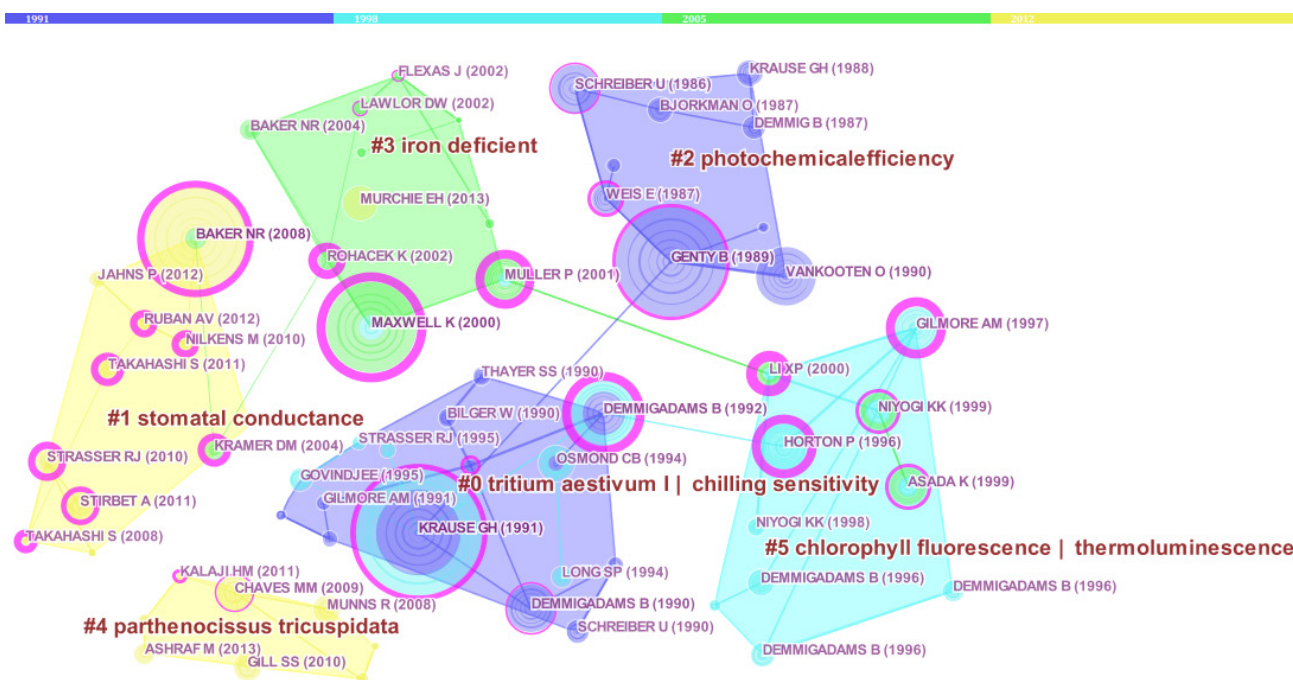 1991 1998 2005 2012
FLEXAS J (2002)
LAWLOR DW (2002)
BAKER NR (2004)
#3 iron deficient
MURCHIE EH (2013)
ROHACEK K (2002)
MULLER P (2001)
MAXWELL K (2000)
SCHREIBER U (1986)
KRAUSE GH (1988)
BJORKMAN O (1987)
DEMMIG B (1987)
#2 photochemicalefficiency
WEIS E (1987)
GENTY B (1989)
VANKOOTEN O (1990)
BAKER NR (2008)
JAHNS P (2012)
RUBAN AV (2012)
NILKENS M (2010)
TAKAHASHI S (2011)
#1 stomatal conductance
KRAMER DM (2004)
STRASSER RJ (2010)
STIRBET A (2011)
TAKAHASHI S (2008)
THAYER SS (1990)
BILGER W (1990)
DEMMIGADAMS B (1992)
STRASSER RJ (1995)
OSMOND CB (1994)
GOVINDJEE (1995)
#0 tritium aestivum l | chilling sensitivity
GILMORE AM (1991)
KRAUSE GH (1991)
LONG SP (1994)
DEMMIGADAMS B (1990)
SCHREIBER U (1990)
GILMORE AM (1997)
LI XP (2000)
NIYOGI KK (1999)
HORTON P (1996)
ASADA K (1999)
NIYOGI KK (1998)
#5 chlorophyll fluorescence | thermoluminescence
DEMMIGADAMS B (1996)
DEMMIGADAMS B (1996)
DEMMIGADAMS B (1996)
KALAJI HM (2011)
CHAVES MM (2009)
MUNNS R (2008)
#4 parthenocissus tricuspidata
ASHRAF M (2013)
GILL SS (2010)